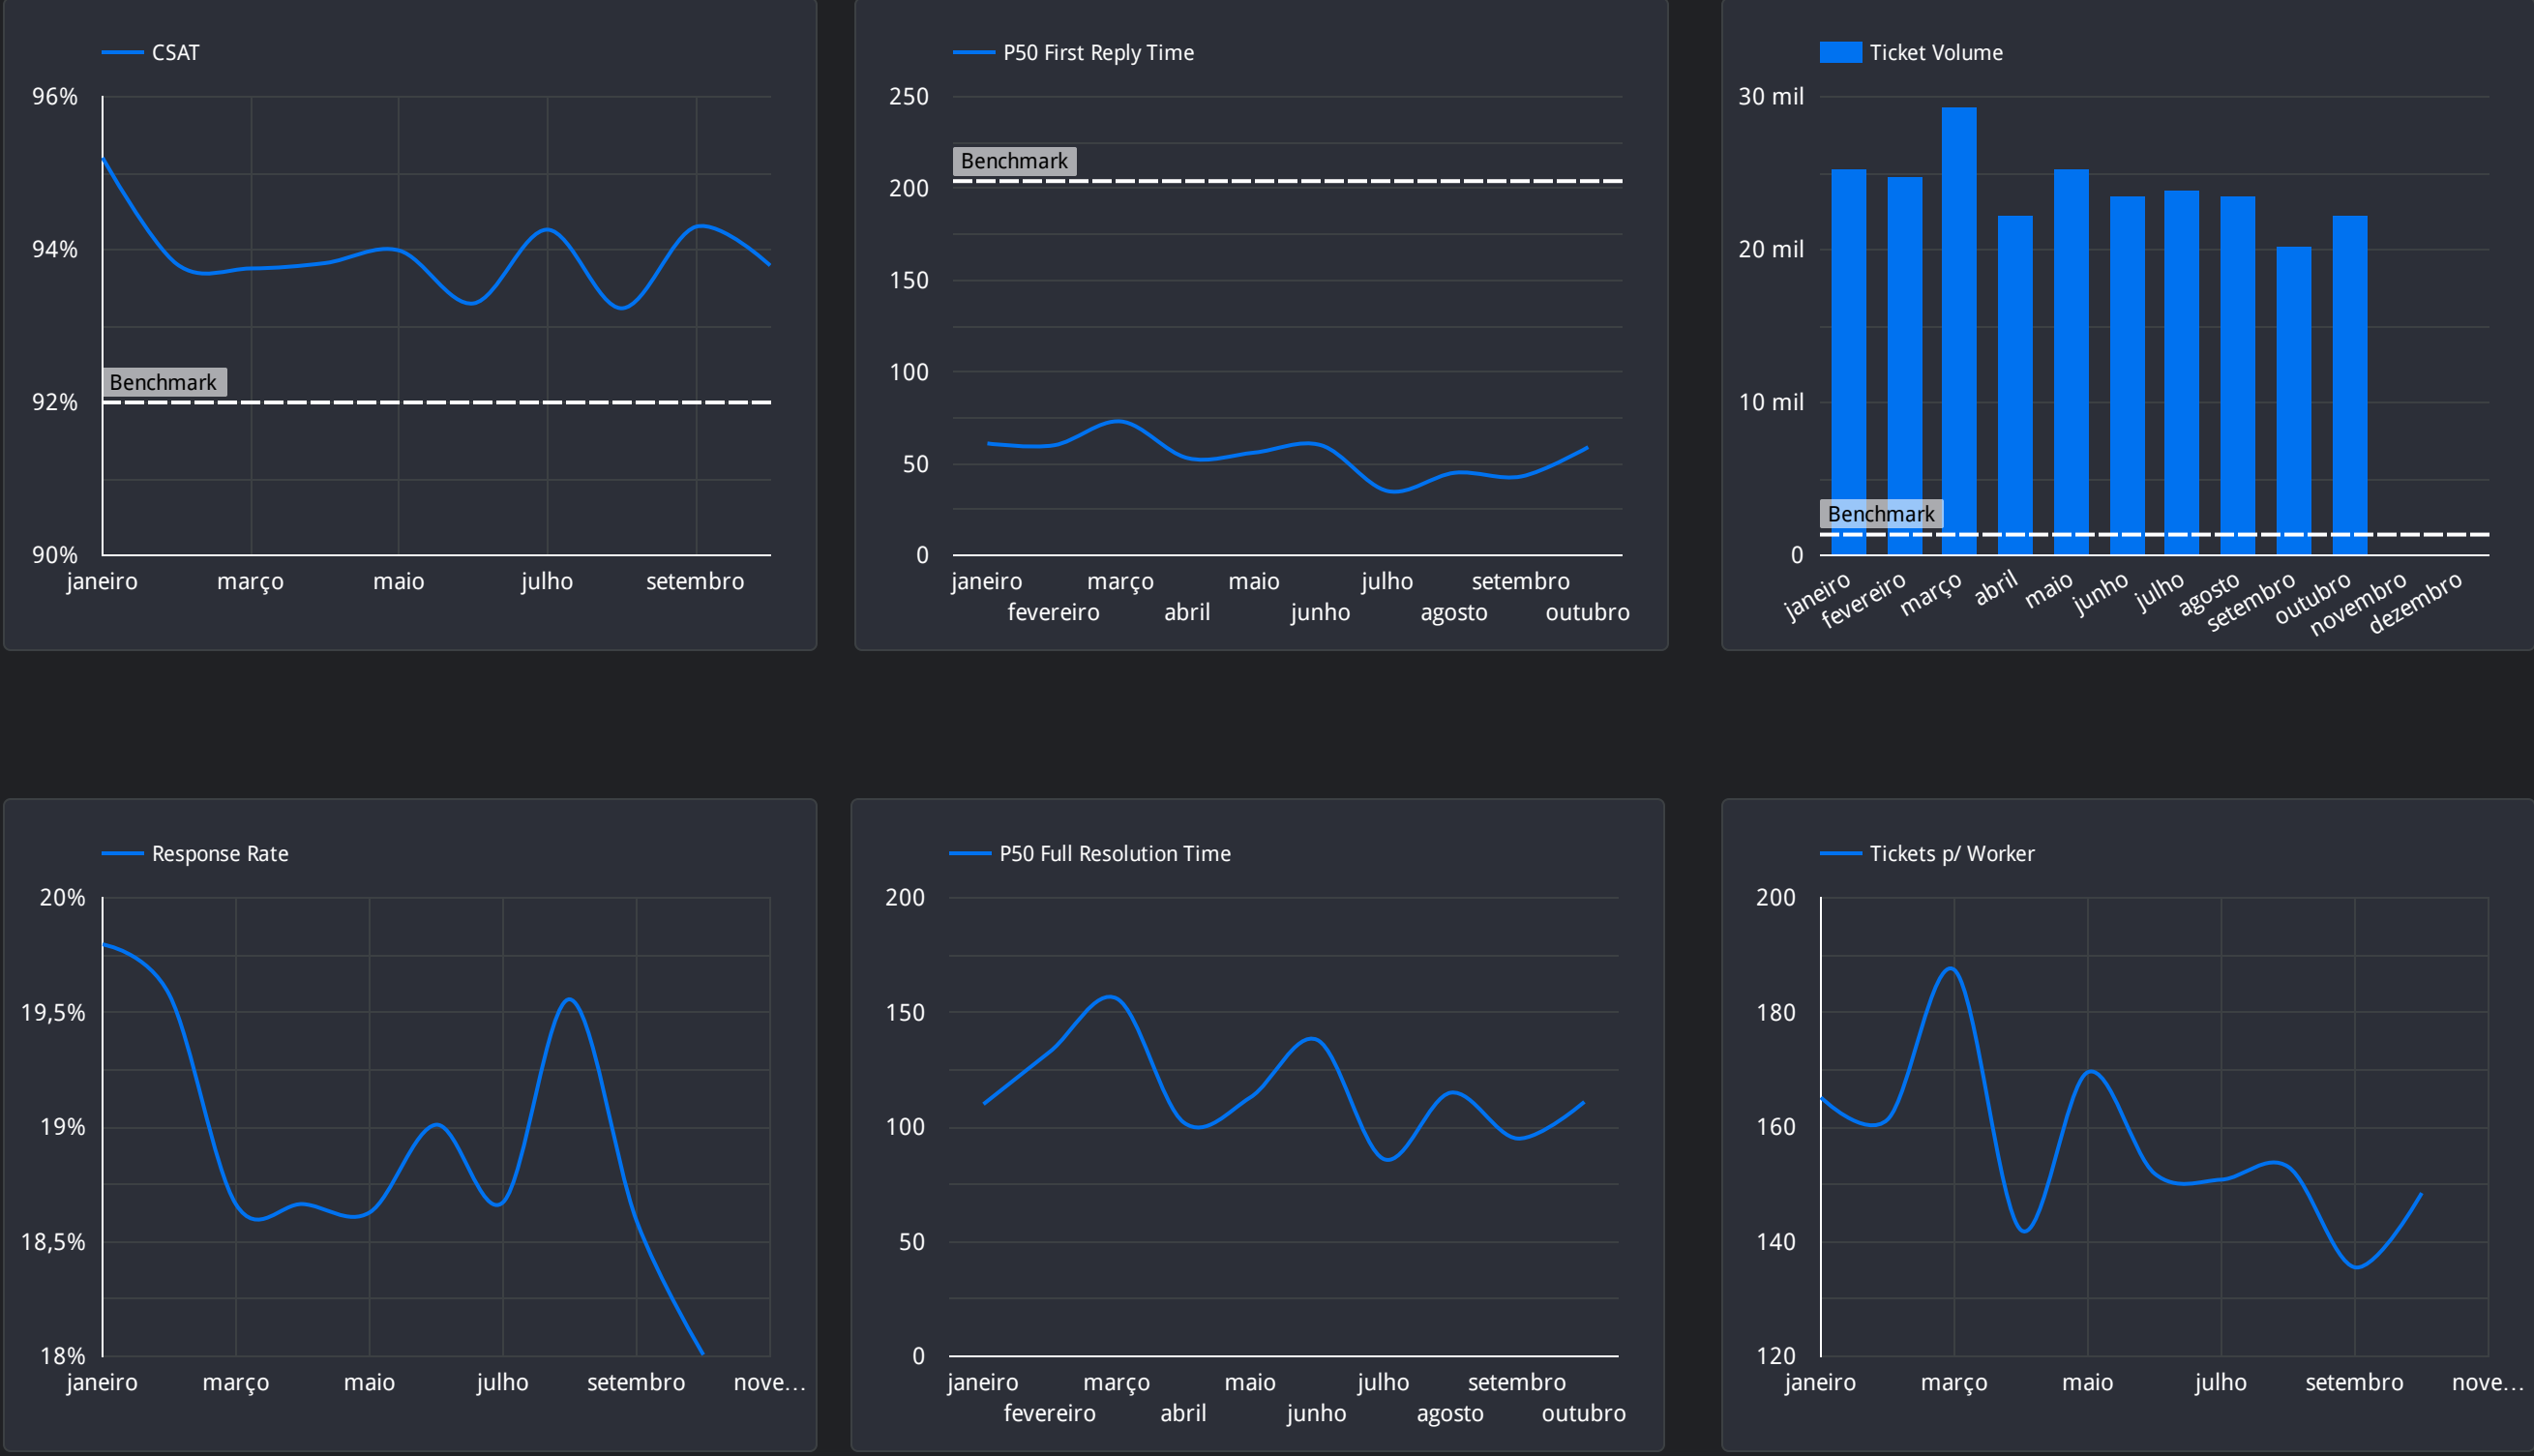 CSAT
96%
94%
Benchmark
92%
90%
janeiro março maio julho setembro
P50 First Reply Time
250
Benchmark
200
150
100
50
0
janeiro março maio julho setembro
fevereiro abril junho agosto outubro
Ticket Volume
30 mil
20 mil
10 mil
Benchmark
0
janeiro fevereiro março abril maio junho julho agosto setembro outubro novembro dezembro
Response Rate
20%
19,5%
19%
18,5%
18%
janeiro março maio julho setembro nove…
P50 Full Resolution Time
200
150
100
50
0
janeiro março maio julho setembro
fevereiro abril junho agosto outubro
Tickets p/ Worker
200
180
160
140
120
janeiro março maio julho setembro nove…